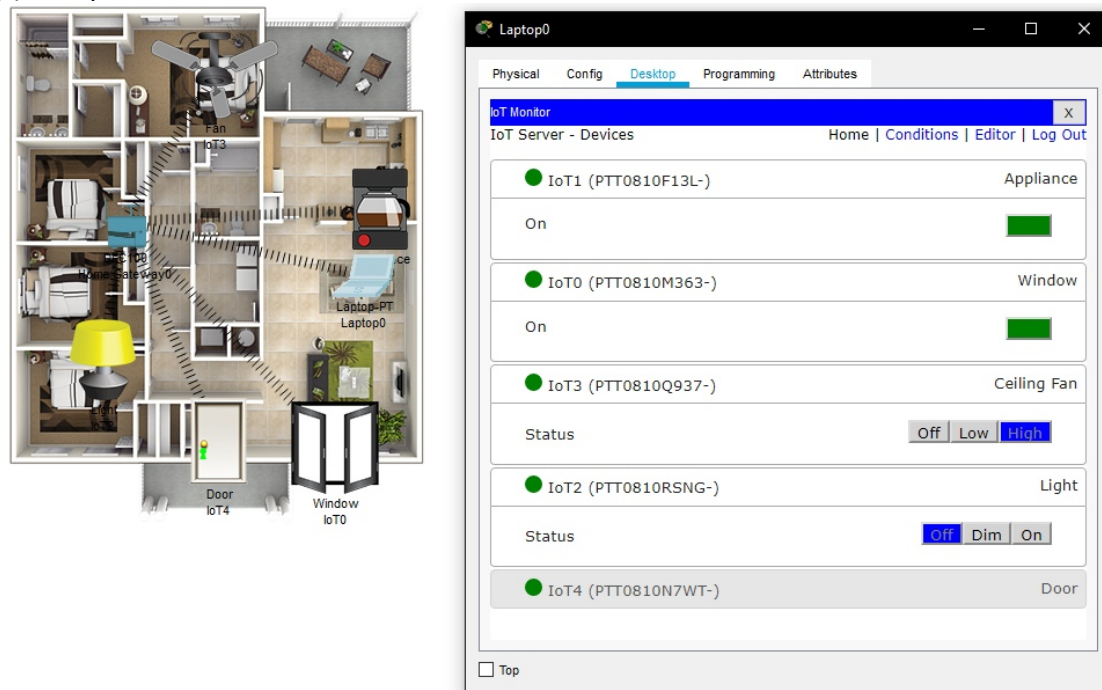 Fan
IoT3
Home Gateway0
ce
Laptop-PT
Laptop0
Light
Door
IoT4
Window
IoT0
Laptop0
Physical Config Desktop Programming Attributes
IoT Monitor X
IoT Server - Devices Home | Conditions | Editor | Log Out
IoT1 (PTT0810F13L-) Appliance
On
IoT0 (PTT0810M363-) Window
On
IoT3 (PTT0810Q937-) Ceiling Fan
Status Off Low High
IoT2 (PTT0810RSNG-) Light
Status Off Dim On
IoT4 (PTT0810N7WT-) Door
Top